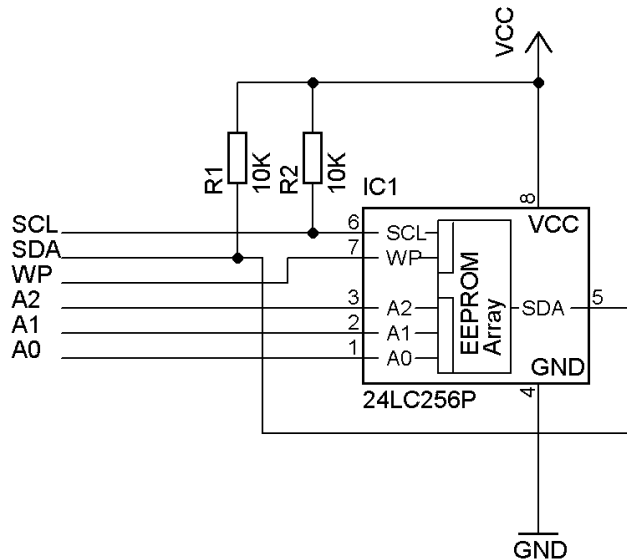 VCC
R1
10K
R2
10K
IC1
SCL
SDA
WP
A2
A1
A0
6
7
3
2
1
8
VCC
SCL
WP
A2
A1
A0
EEPROM
Array
SDA
5
GND
4
24LC256P
GND